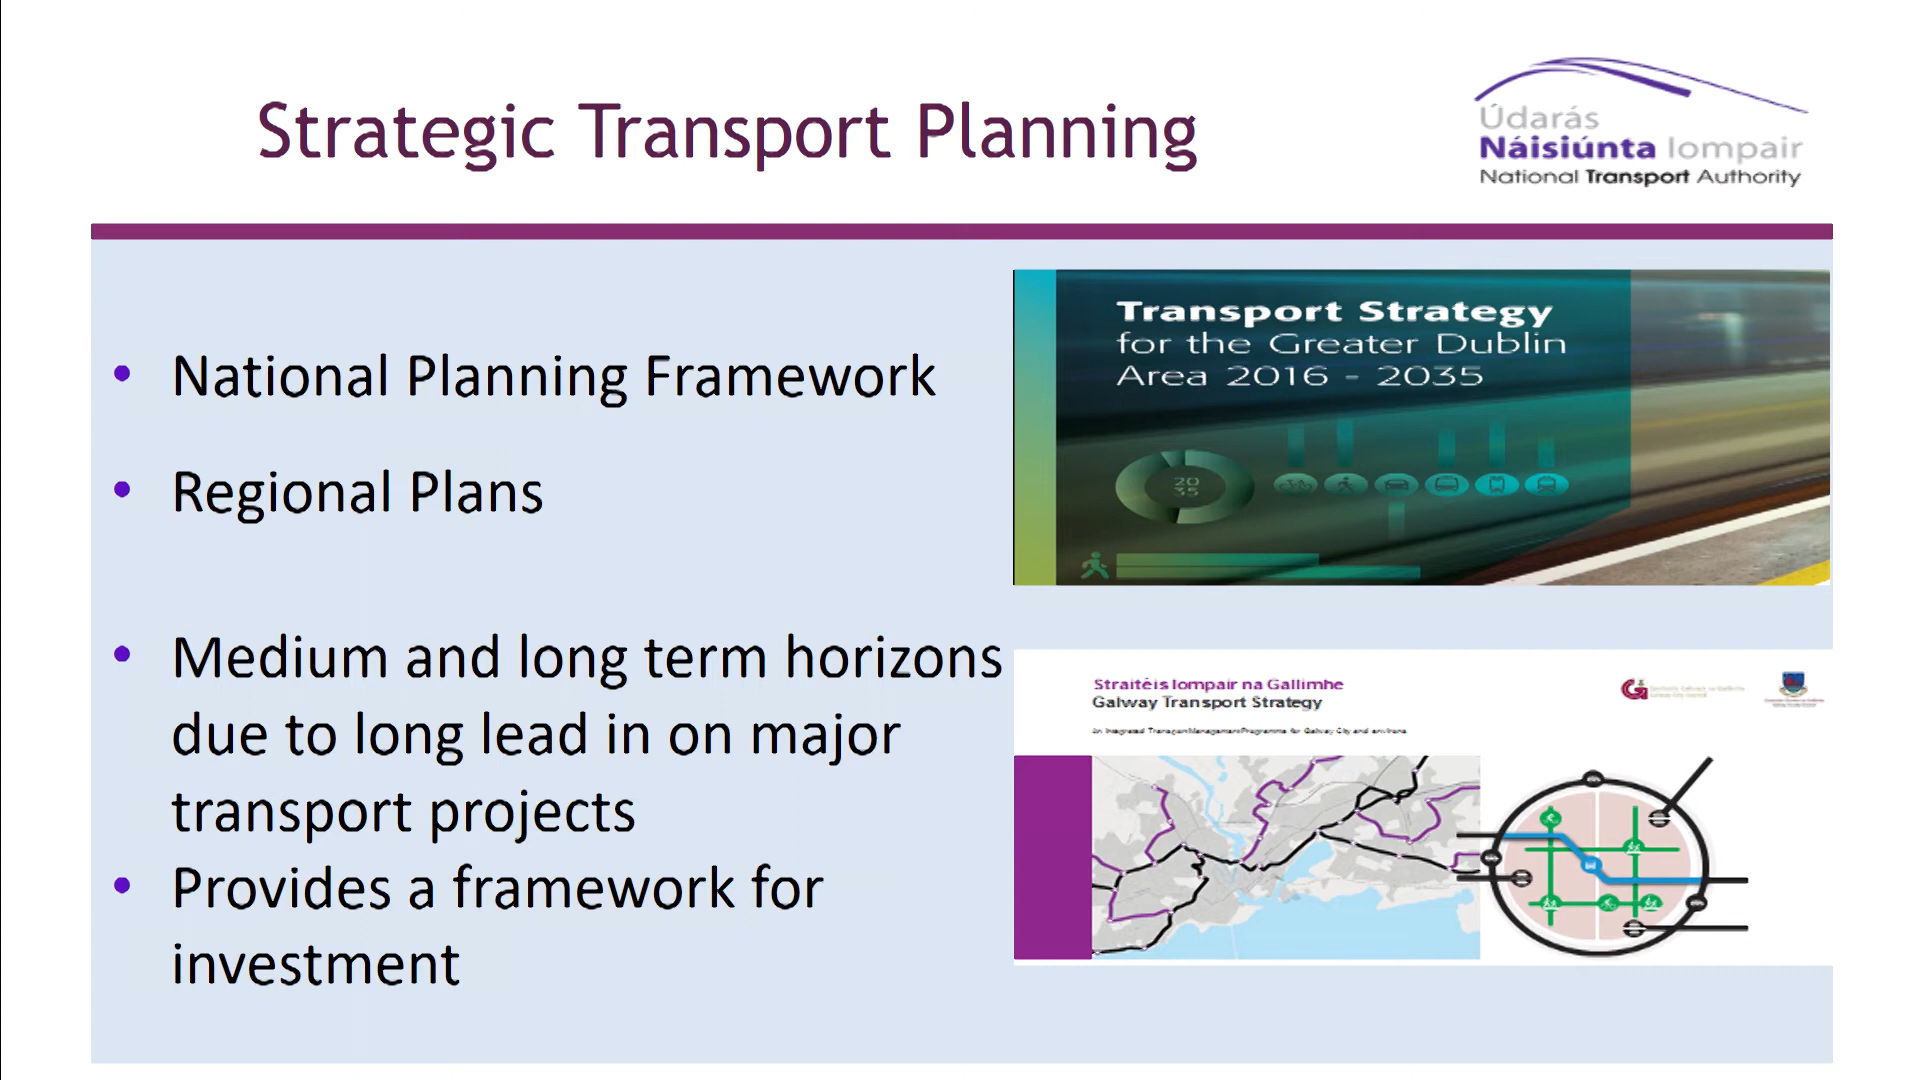 Strategic Transport Planning
Údarás
Náisiúnta Iompair
National Transport Authority
• National Planning Framework
• Regional Plans
• Medium and long term horizons
due to long lead in on major
transport projects
• Provides a framework for
investment
Transport Strategy
for the Greater Dublin
Area 2016 - 2035
20
35
Straitéis Iompair na Gaillimhe
Galway Transport Strategy
An Integrated Transport Management Programme for Galway City and environs